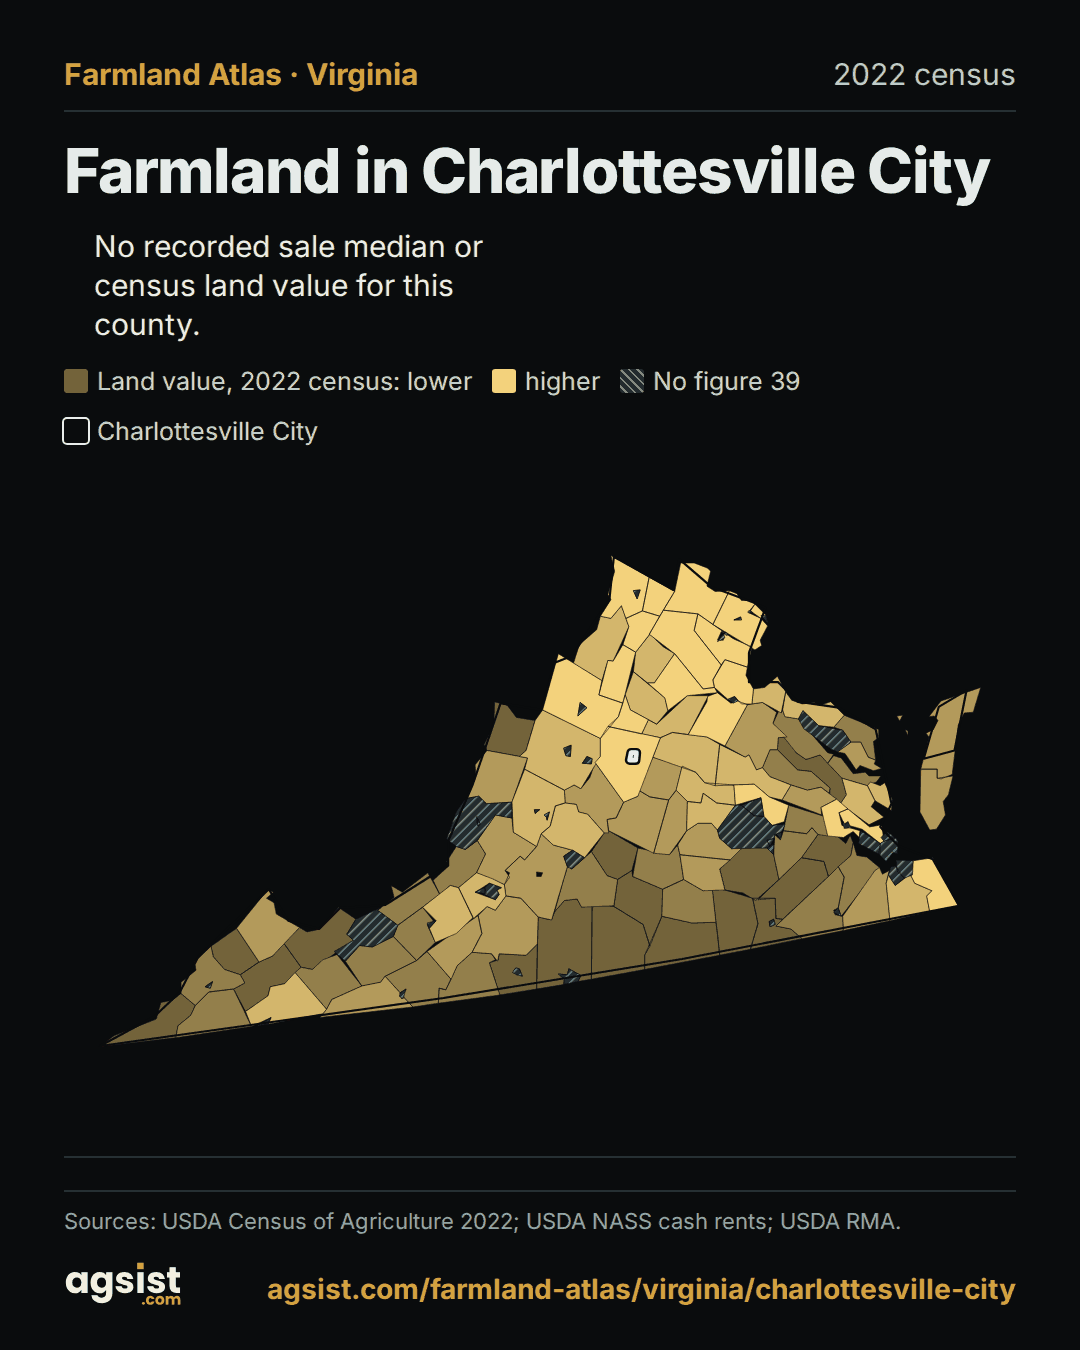 Farmland Atlas · Virginia
2022 census
Farmland in Charlottesville City
No recorded sale median or
census land value for this
county.
Land value, 2022 census: lower
higher
No figure 39
Charlottesville City
Sources: USDA Census of Agriculture 2022; USDA NASS cash rents; USDA RMA.
agsist
.com
agsist.com/farmland-atlas/virginia/charlottesville-city